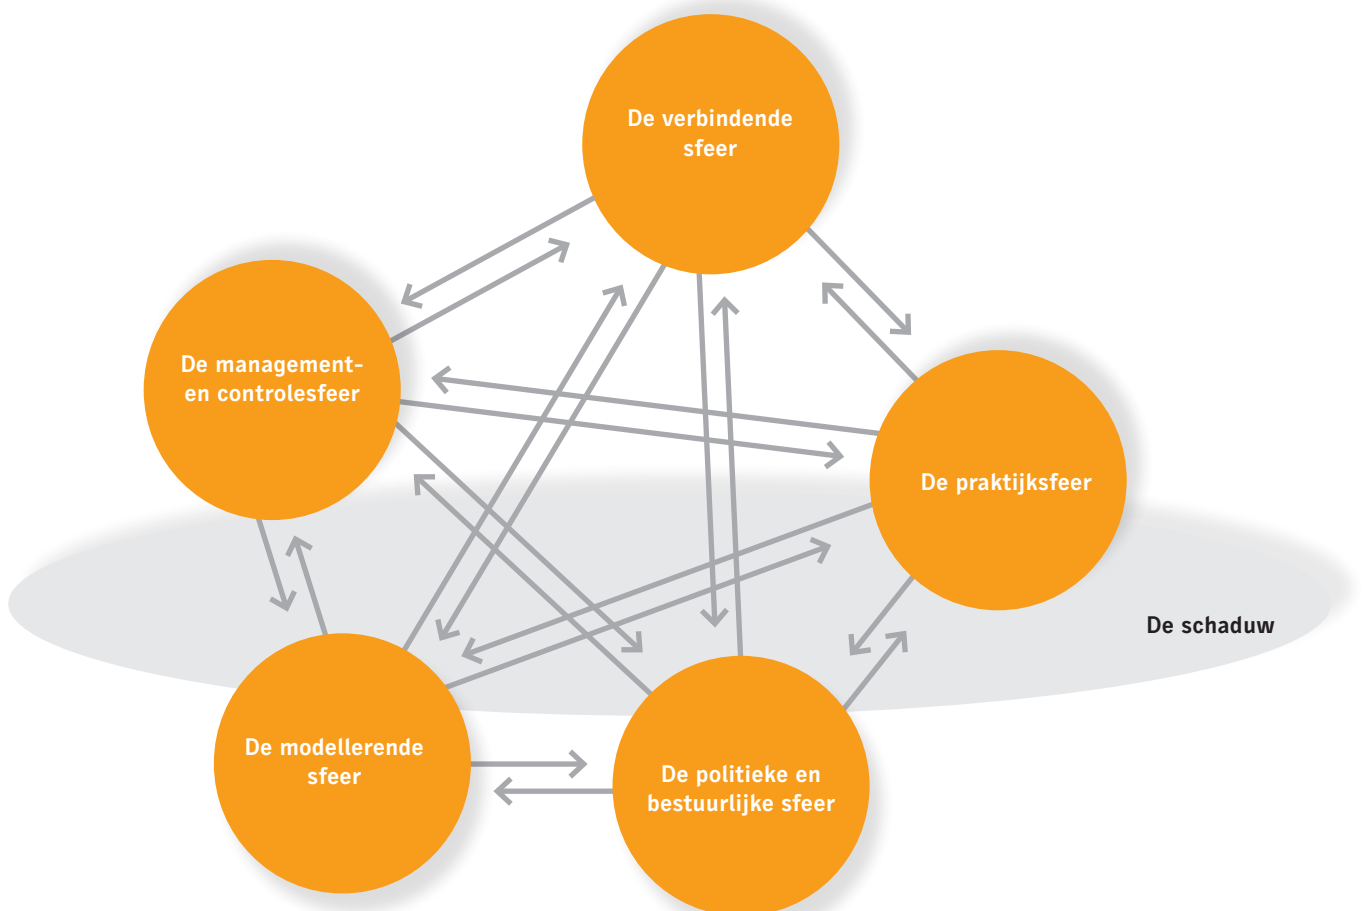 De verbindende
sfeer
De management-
en controlesfeer
De praktijksfeer
De schaduw
De modellerende
sfeer
De politieke en
bestuurlijke sfeer